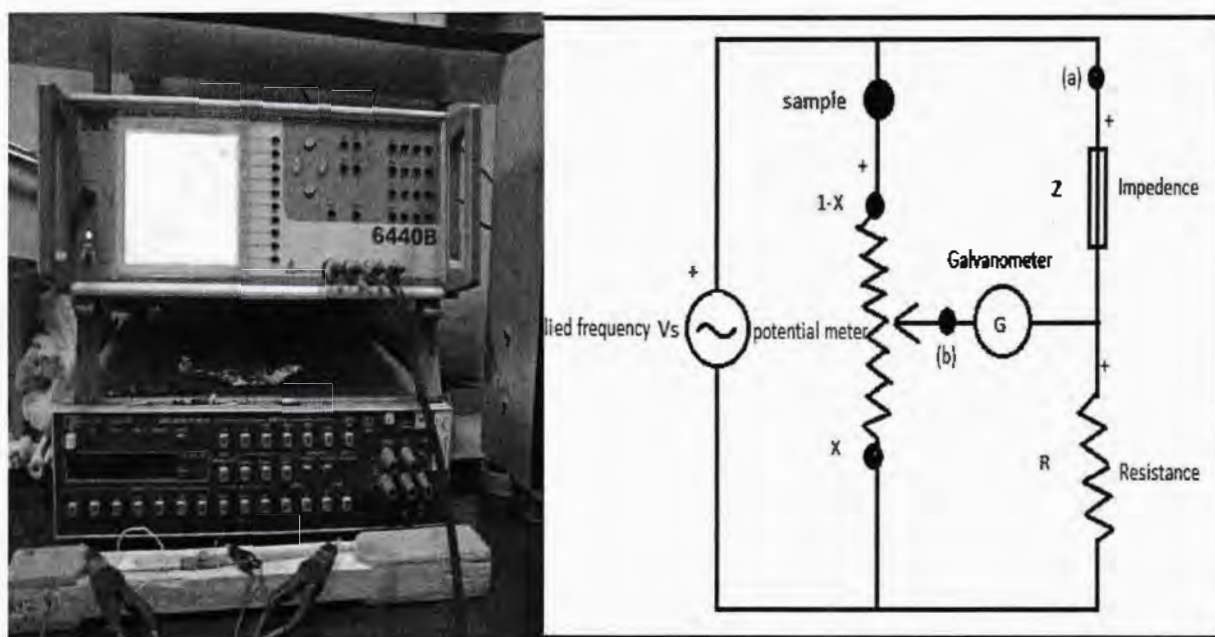 6440B
sample
(a)
+
+
1-X
2
Impedence
Galvanometer
+
lied frequency Vs
potential meter
G
(b)
+
X
R
Resistance